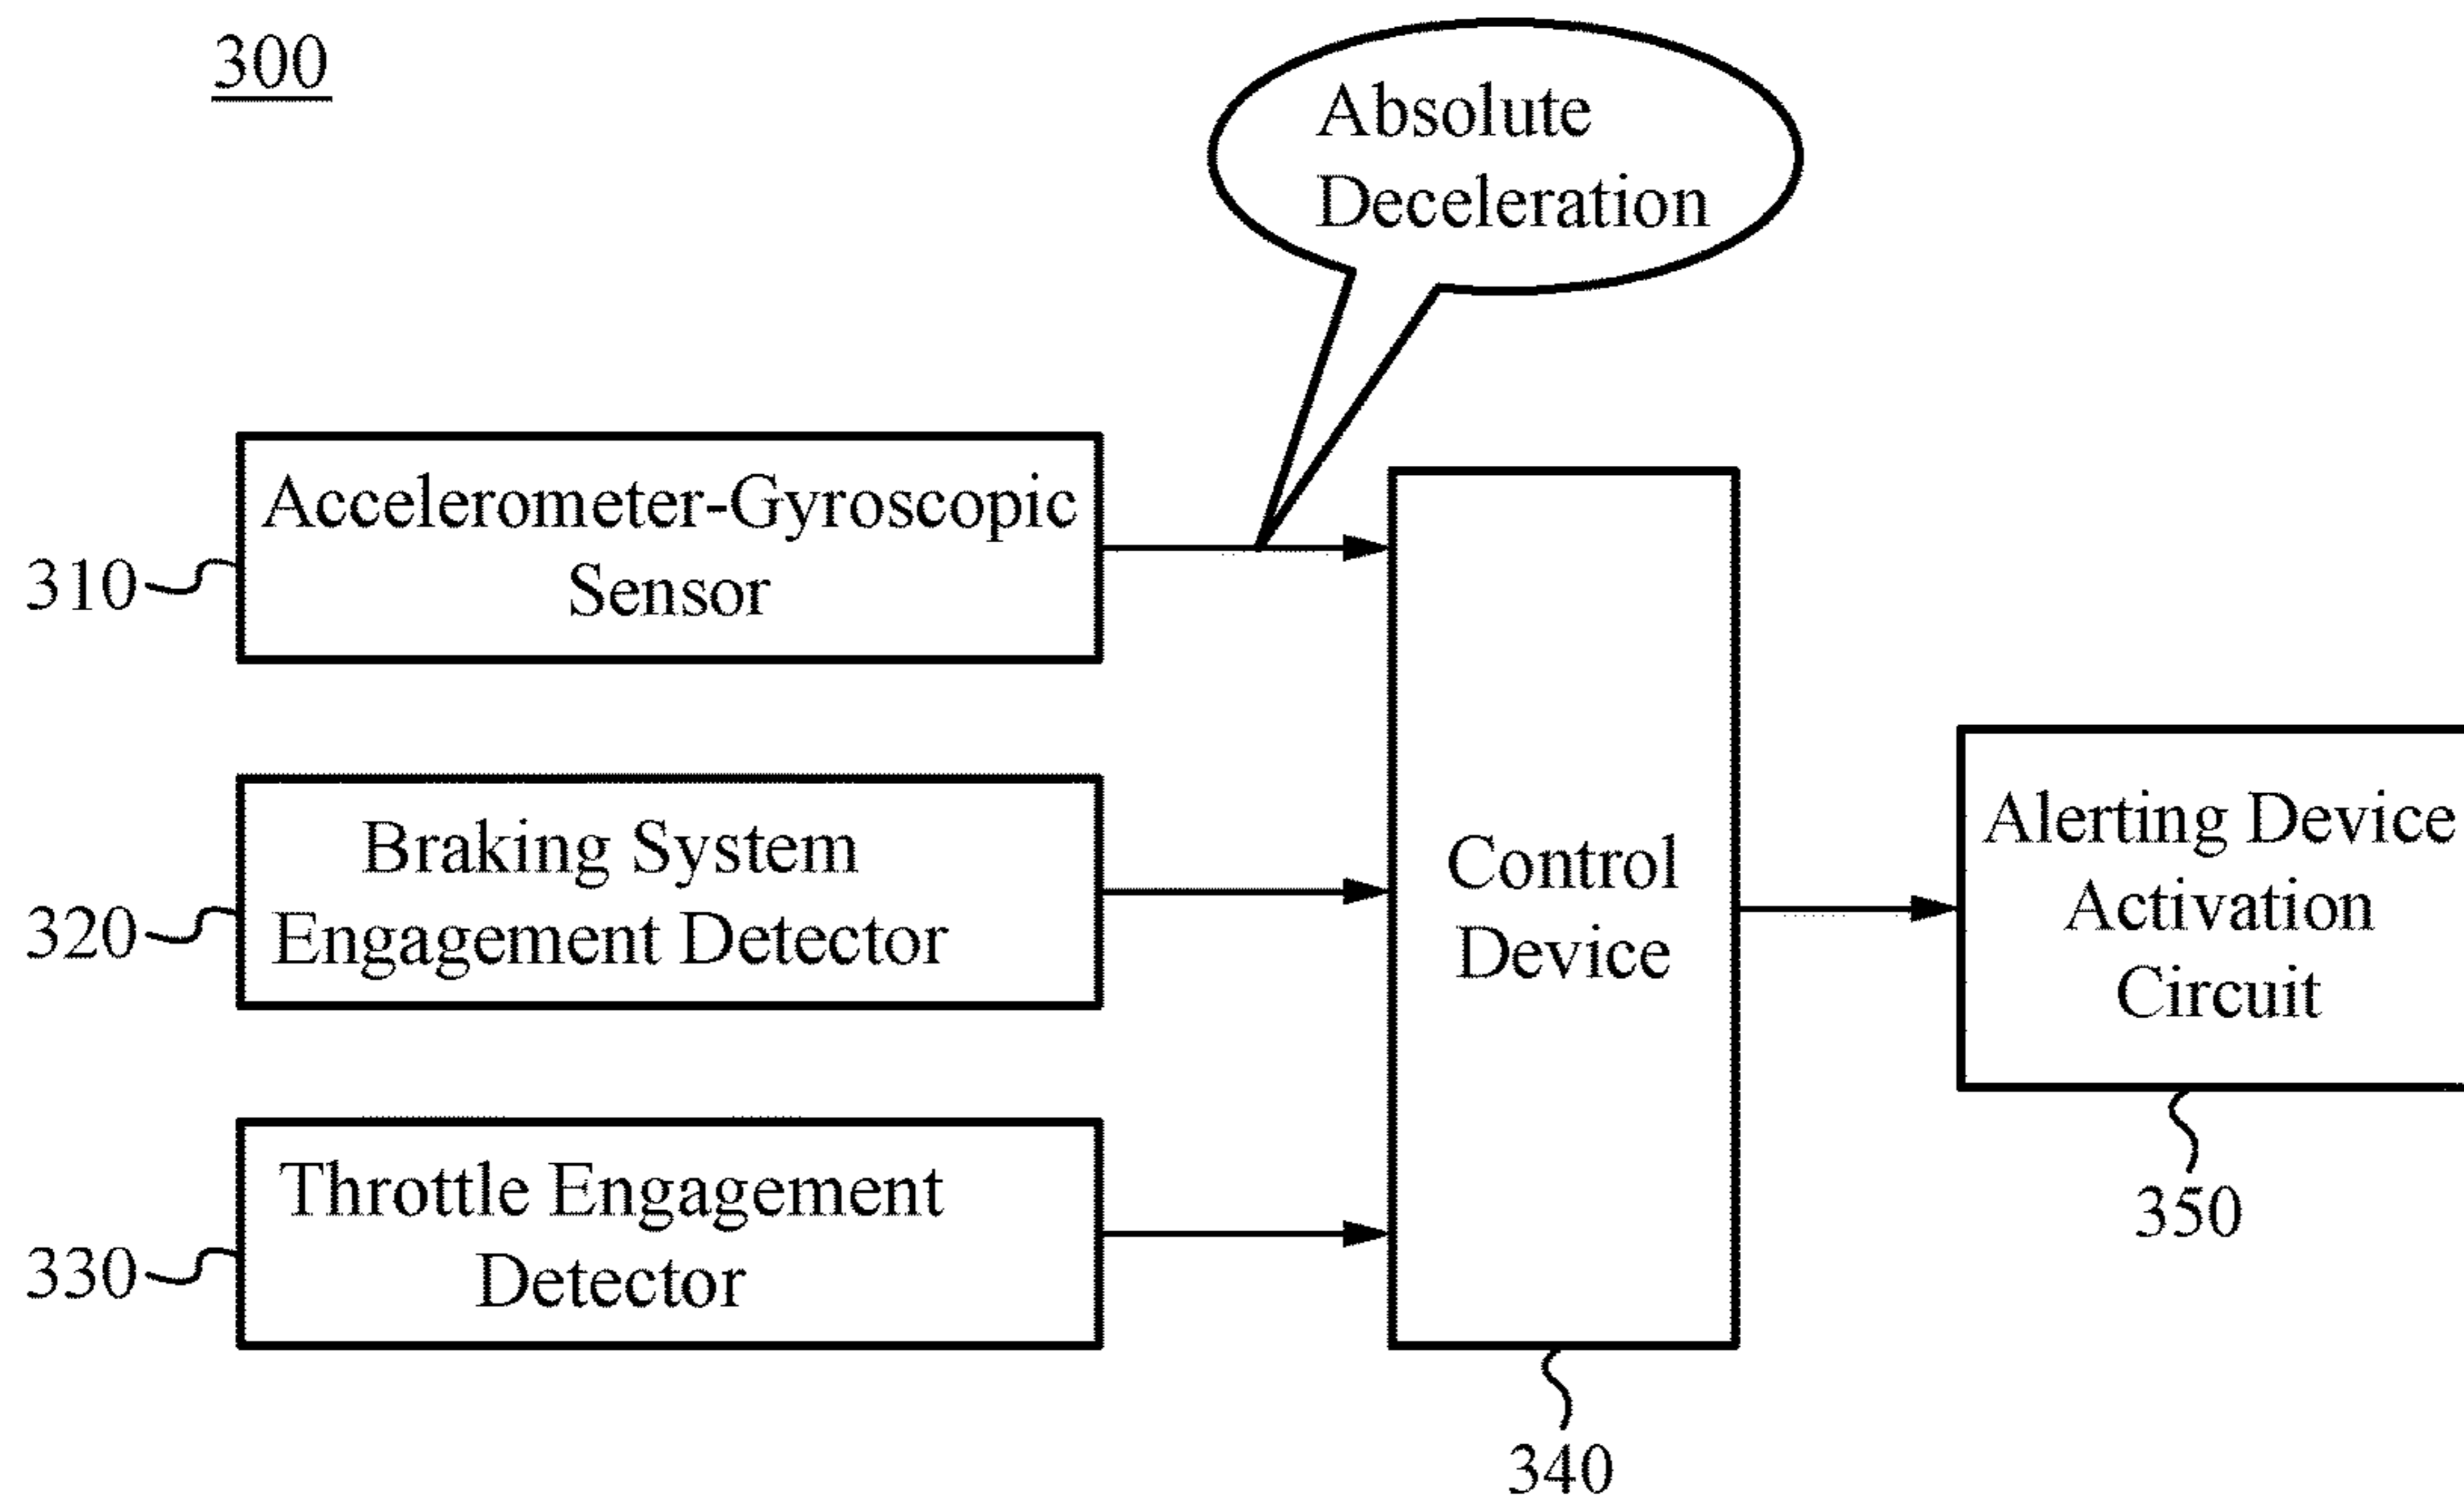 300
Absolute
Deceleration
Accelerometer-Gyroscopic
Sensor
310
Braking System
Engagement Detector
320
Throttle Engagement
Detector
330
Control
Device
340
Alerting Device
Activation
Circuit
350